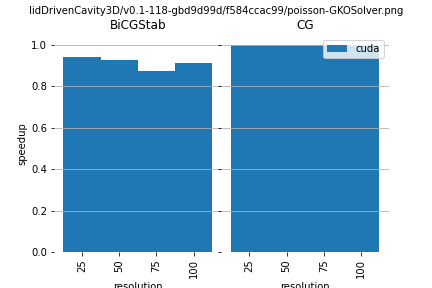 lidDrivenCavity3D/v0.1-118-gbd9d99d/f584ccac99/poisson-GKOSolver.png
BiCGStab
CG
cuda
speedup
1.0
0.8
0.6
0.4
0.2
0.0
25
50
75
100
25
50
75
100
resolution
resolution